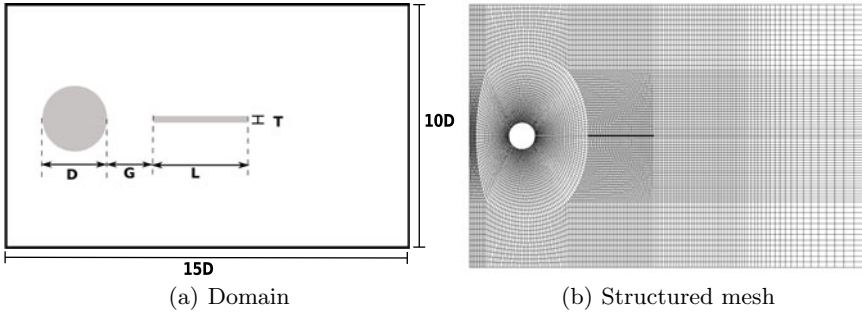 T
10D
D
G
L
15D
(a) Domain
(b) Structured mesh